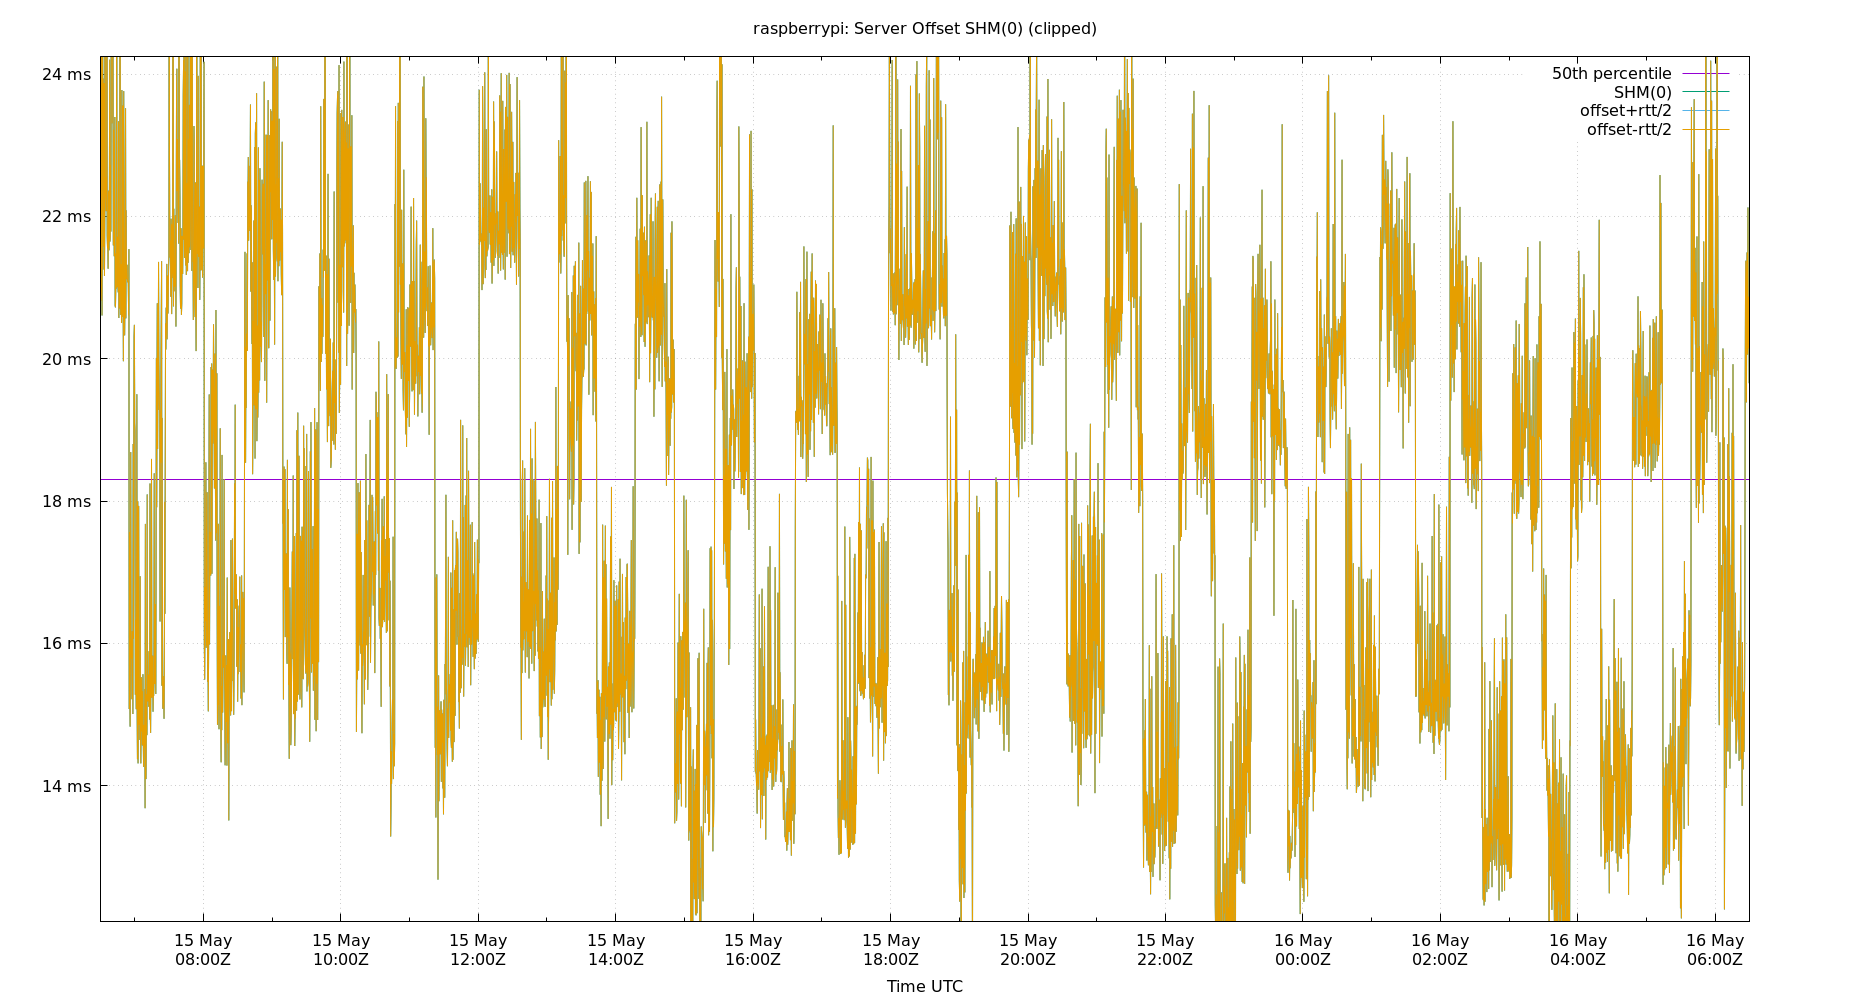 raspberrypi: Server Offset SHM(0) (clipped)
24 ms
22 ms
20 ms
18 ms
16 ms
14 ms
50th percentile
SHM(0)
offset+rtt/2
offset-rtt/2
15 May 15 May 15 May 15 May 15 May 15 May 15 May 15 May 16 May 16 May 16 May 16 May
08:00Z 10:00Z 12:00Z 14:00Z 16:00Z 18:00Z 20:00Z 22:00Z 00:00Z 02:00Z 04:00Z 06:00Z
Time UTC